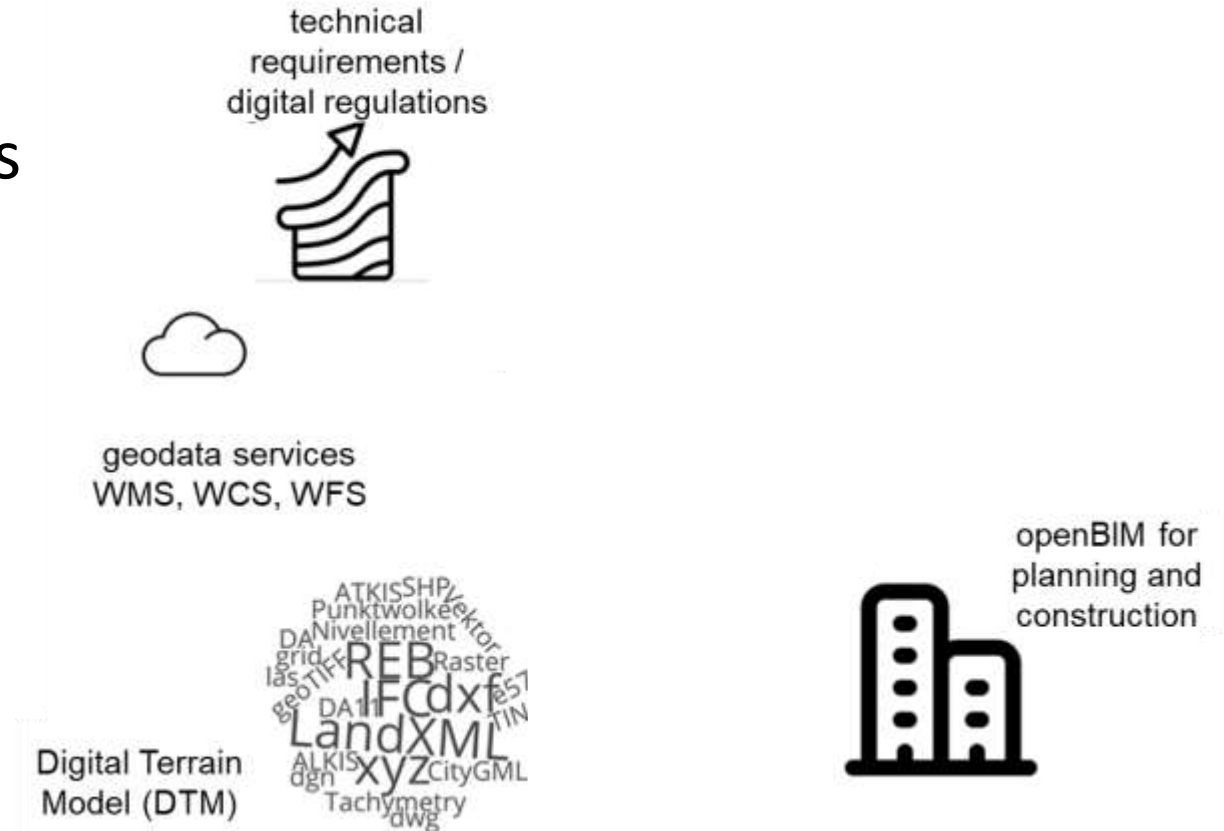 technical
requirements /
digital regulations
s
geodata services
WMS, WCS, WFS
openBIM for
planning and
construction
ATKIS SHP
Vektor
Punktwolke
DA Nivellement
grid REB Raster
las geoTIFF
IFC dxf e57
DA11 TIN
LandXML
ALKIS xyz CityGML
dgn
Tachymetry
dwg
Digital Terrain
Model (DTM)